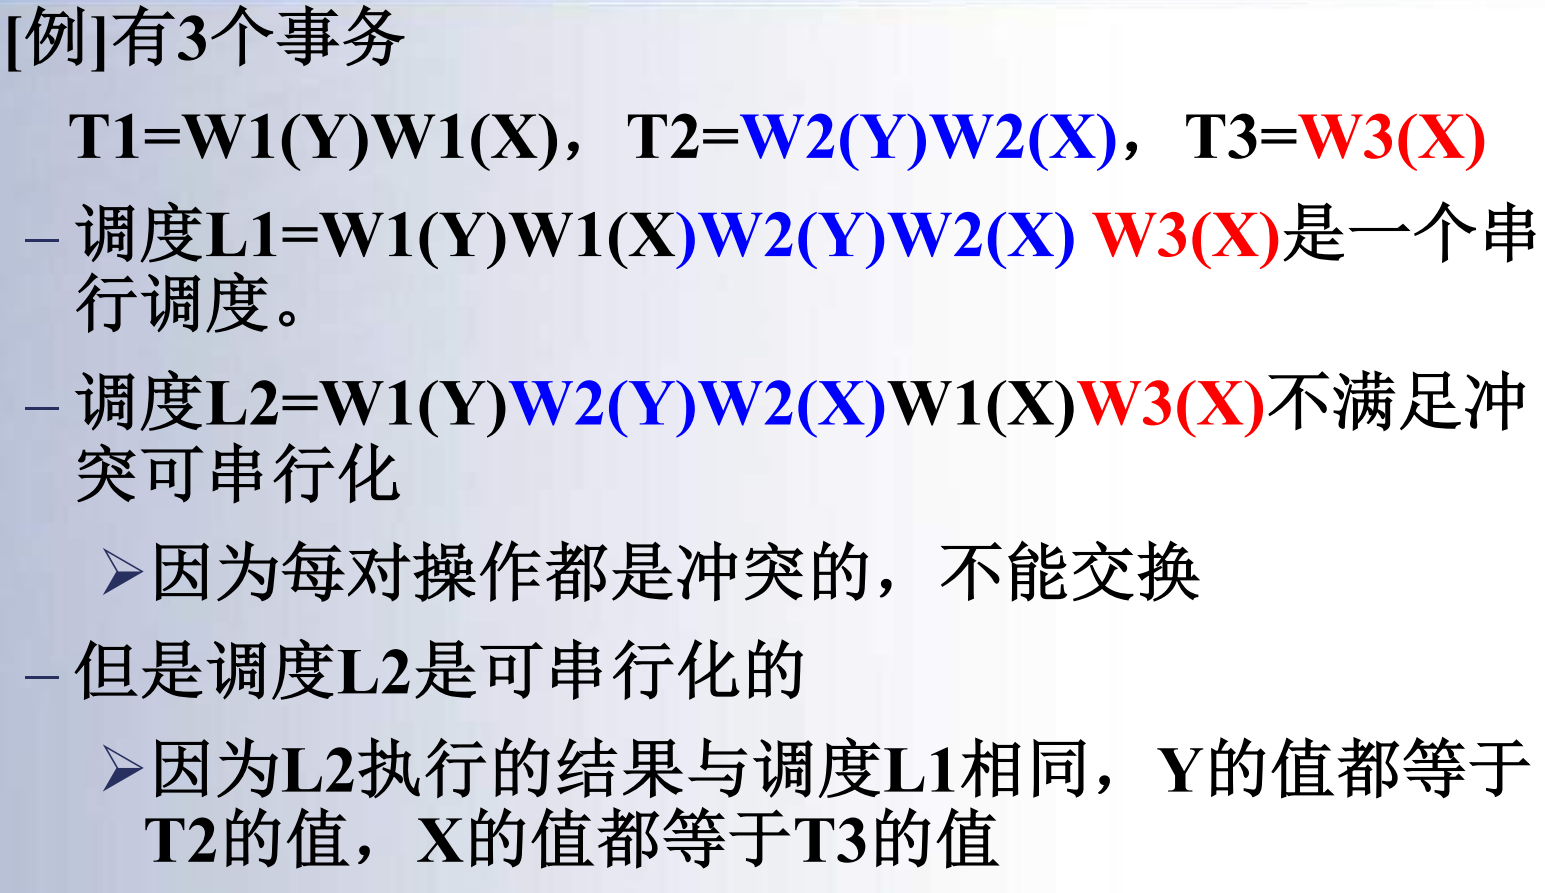 [例]有3个事务
T1=W1(Y)W1(X)，T2=W2(Y)W2(X)，T3=W3(X)
– 调度L1=W1(Y)W1(X)W2(Y)W2(X) W3(X)是一个串
行调度。
– 调度L2=W1(Y)W2(Y)W2(X)W1(X)W3(X)不满足冲
突可串行化
➢因为每对操作都是冲突的，不能交换
– 但是调度L2是可串行化的
➢因为L2执行的结果与调度L1相同，Y的值都等于
T2的值，X的值都等于T3的值